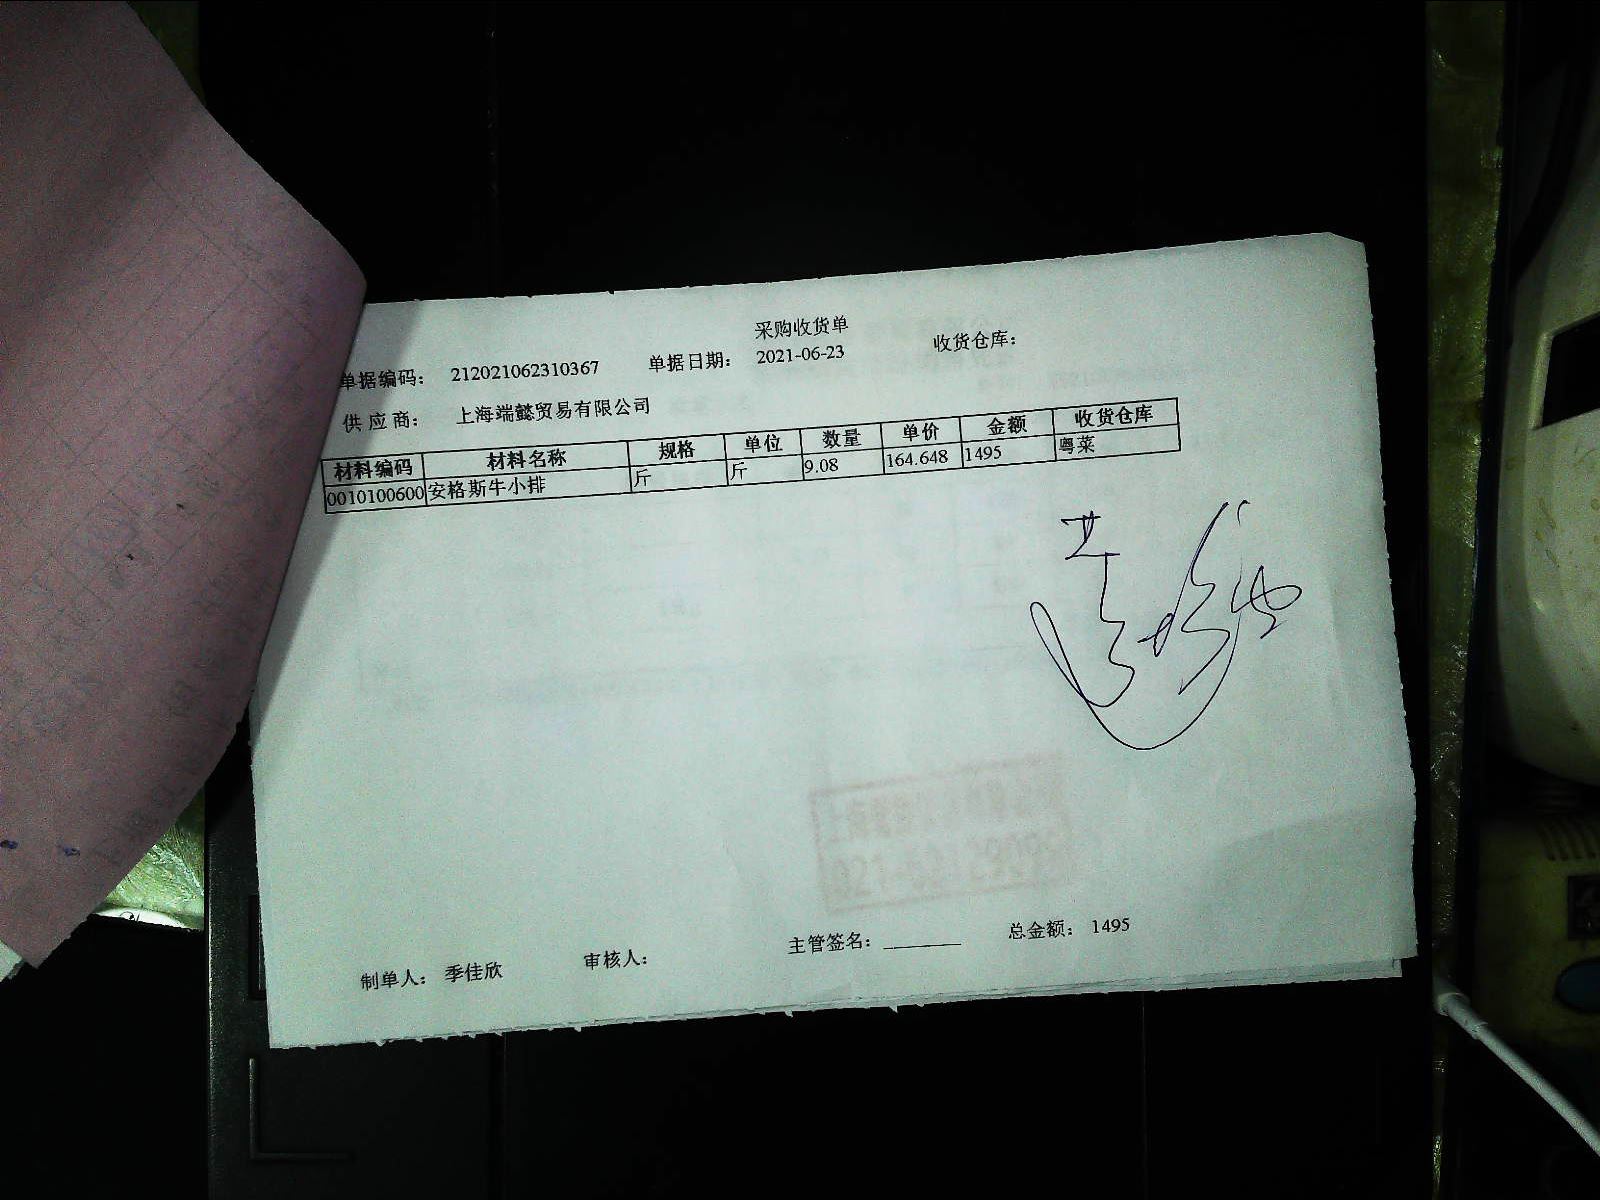 采购收货单
单据编码： 212021062310367 单据日期： 2021-06-23 收货仓库：
供 应 商： 上海端懿贸易有限公司
材料编码 材料名称 规格 单位 数量 单价 金额 收货仓库
0010100600 安格斯牛小排 斤 斤 9.08 164.648 1495 粤菜
制单人： 季佳欣 审核人： 主管签名： 总金额： 1495